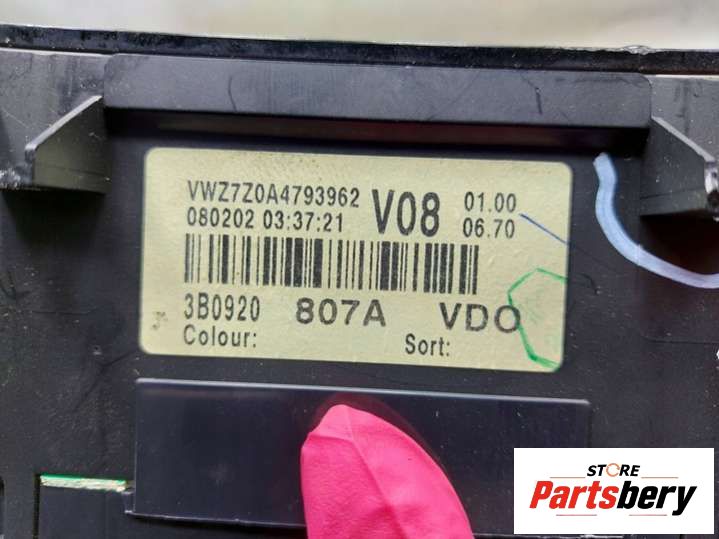 VWZ7Z0A4793962 V08 01.00
080202 03:37:21 06.70
3B0920 807A VDO
Colour: Sort:
STORE
Partsbery